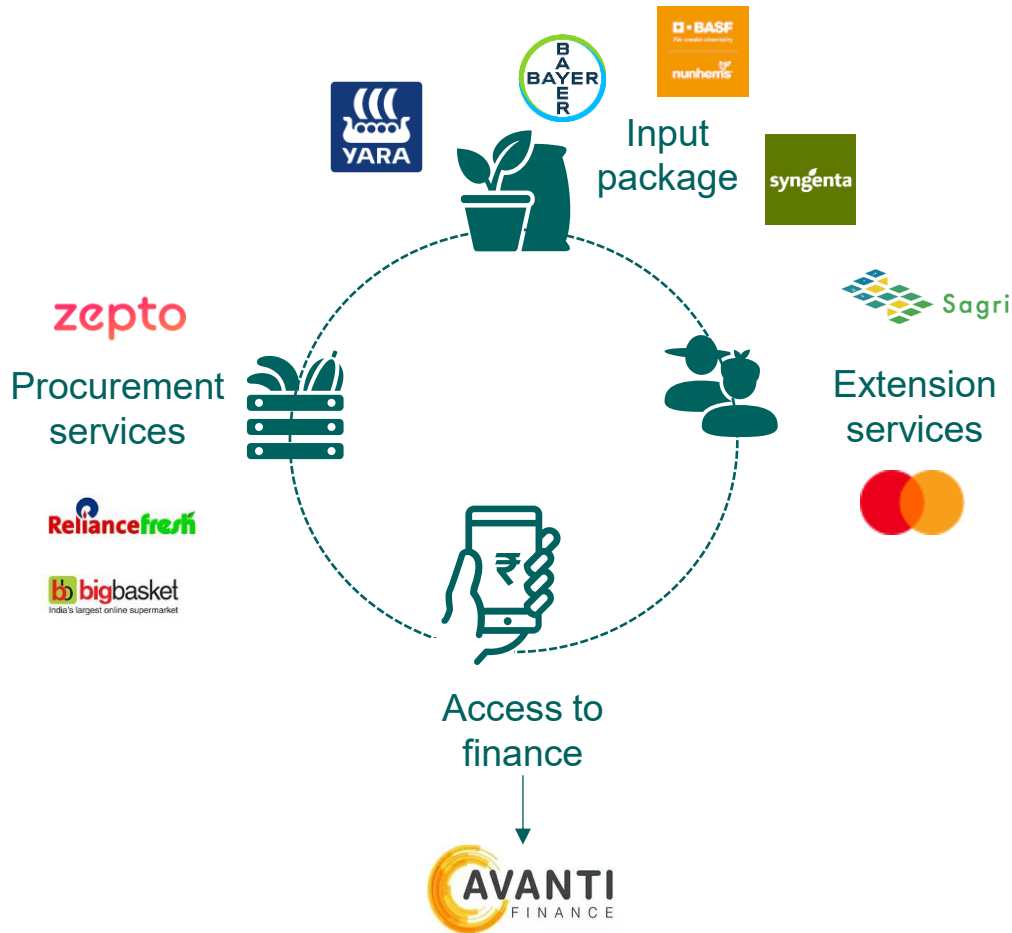 BASF
We create chemistry
nunhems
BAYER
BAYER
YARA
Input
package
syngenta
zepto
Sagri
Procurement
services
Extension
services
Reliancefresh
bb bigbasket
India's largest online supermarket
₹
Access to
finance
AVANTI
FINANCE